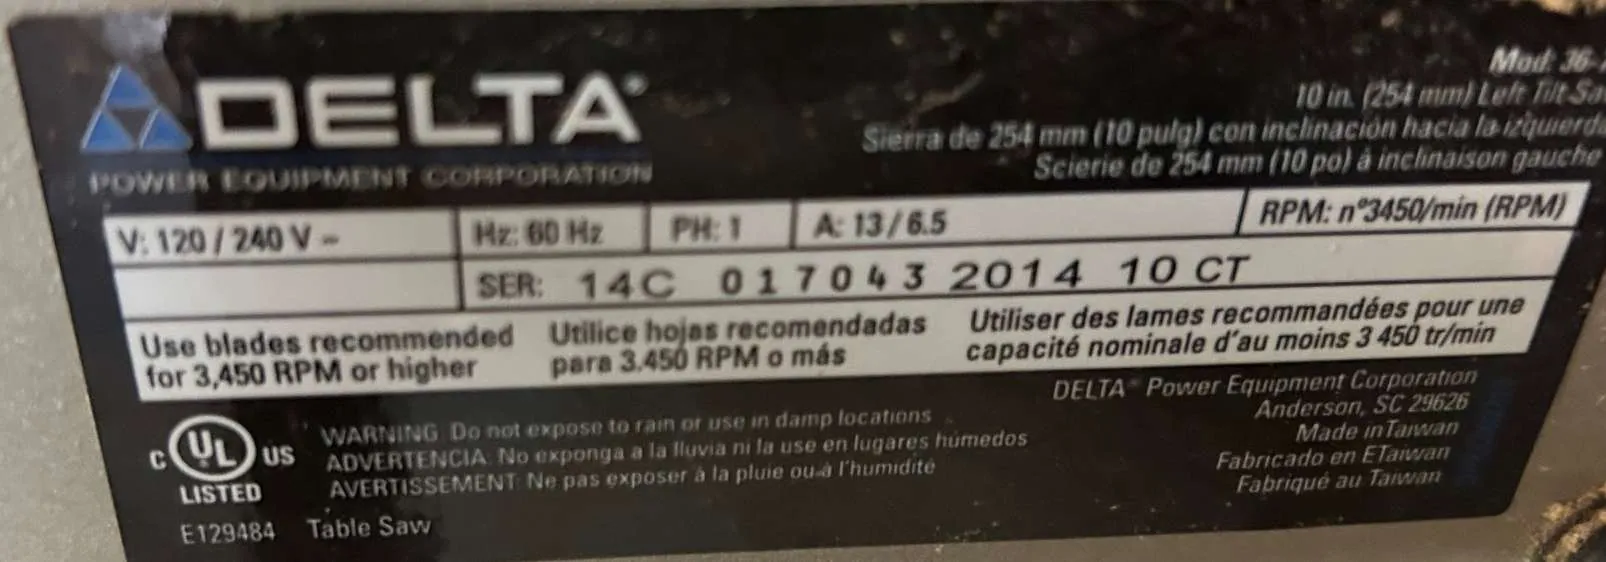 DELTA®
POWER EQUIPMENT CORPORATION
Mod: 36-
10 in. (254 mm) Left Tilt Sa
Sierra de 254 mm (10 pulg) con inclinación hacia la izquierd
Scierie de 254 mm (10 po) à inclinaison gauche
V: 120 / 240 V ~ Hz: 60 Hz PH: 1 A: 13 / 6.5 RPM: nº3450/min (RPM)
SER: 14C 017043 2014 10 CT
Use blades recommended
for 3,450 RPM or higher
Utilice hojas recomendadas
para 3.450 RPM o más
Utiliser des lames recommandées pour une
capacité nominale d'au moins 3 450 tr/min
DELTA® Power Equipment Corporation
Anderson, SC 29626
Made in Taiwan
Fabricado en ETaiwan
Fabriqué au Taiwan
C UL US
LISTED
E129484 Table Saw
WARNING: Do not expose to rain or use in damp locations
ADVERTENCIA: No exponga a la lluvia ni la use en lugares húmedos
AVERTISSEMENT: Ne pas exposer à la pluie ou à l'humidité